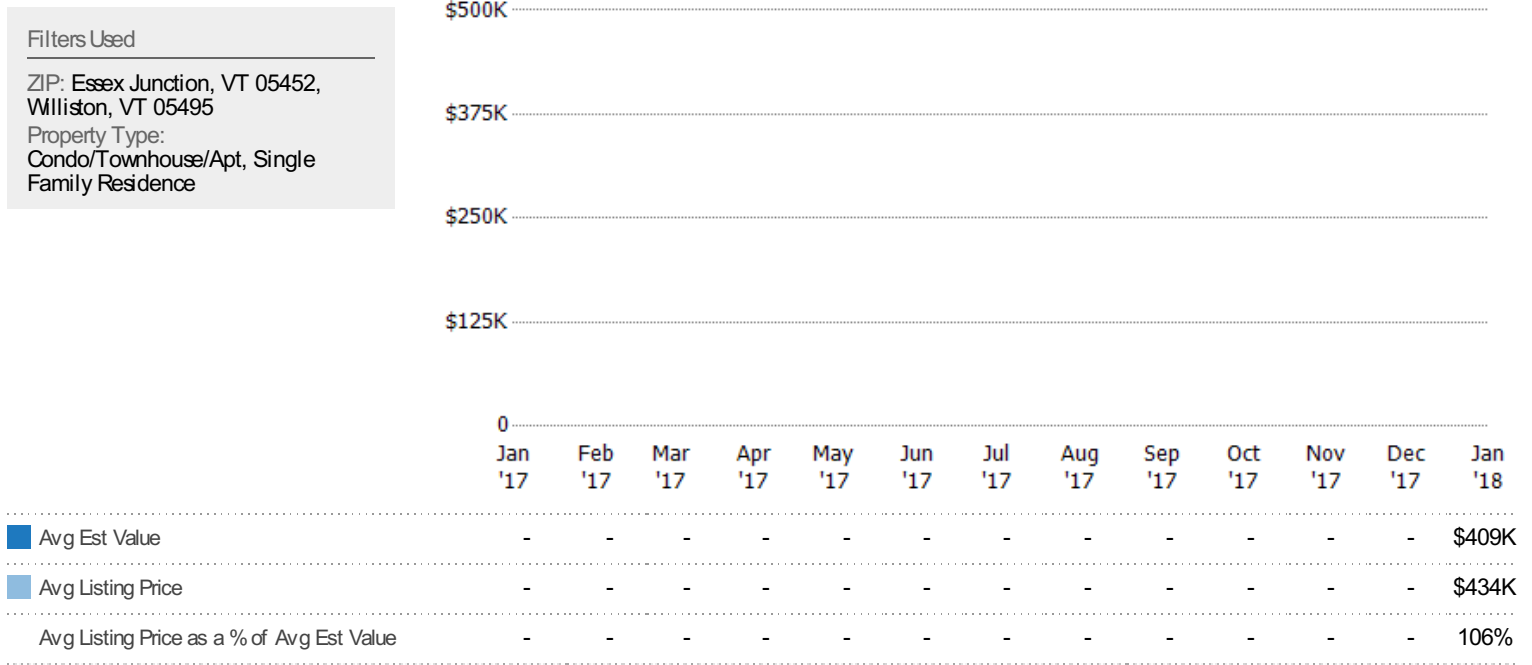 Filters Used
ZIP: Essex Junction, VT 05452,
Williston, VT 05495
Property Type:
Condo/Townhouse/Apt, Single
Family Residence
$500K
$375K
$250K
$125K
0
Jan Feb Mar Apr May Jun Jul Aug Sep Oct Nov Dec Jan
'17 '17 '17 '17 '17 '17 '17 '17 '17 '17 '17 '17 '18
Avg Est Value - - - - - - - - - - - - $409K
Avg Listing Price - - - - - - - - - - - - $434K
Avg Listing Price as a % of Avg Est Value - - - - - - - - - - - - 106%